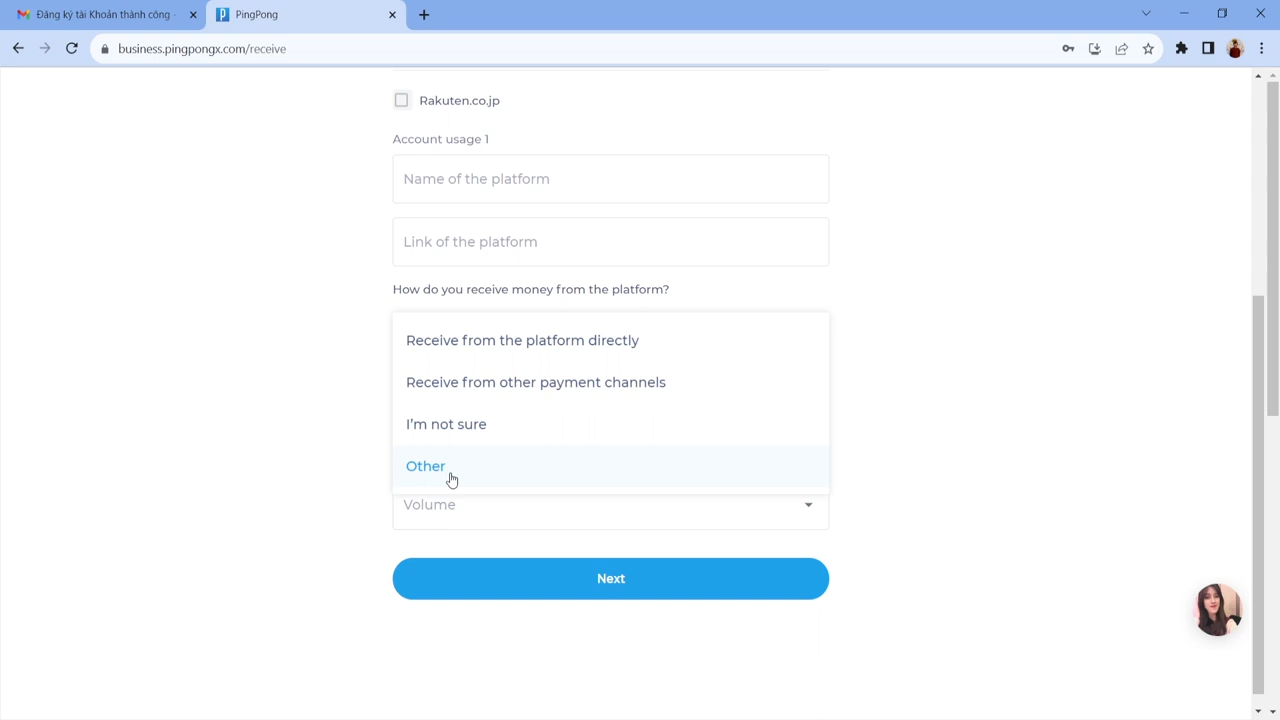 Đăng ký tài Khoản thành công -
PingPong
business.pingpongx.com/receive
Rakuten.co.jp
Account usage 1
Name of the platform
Link of the platform
How do you receive money from the platform?
Receive from the platform directly
Receive from other payment channels
I'm not sure
Other
Volume
Next